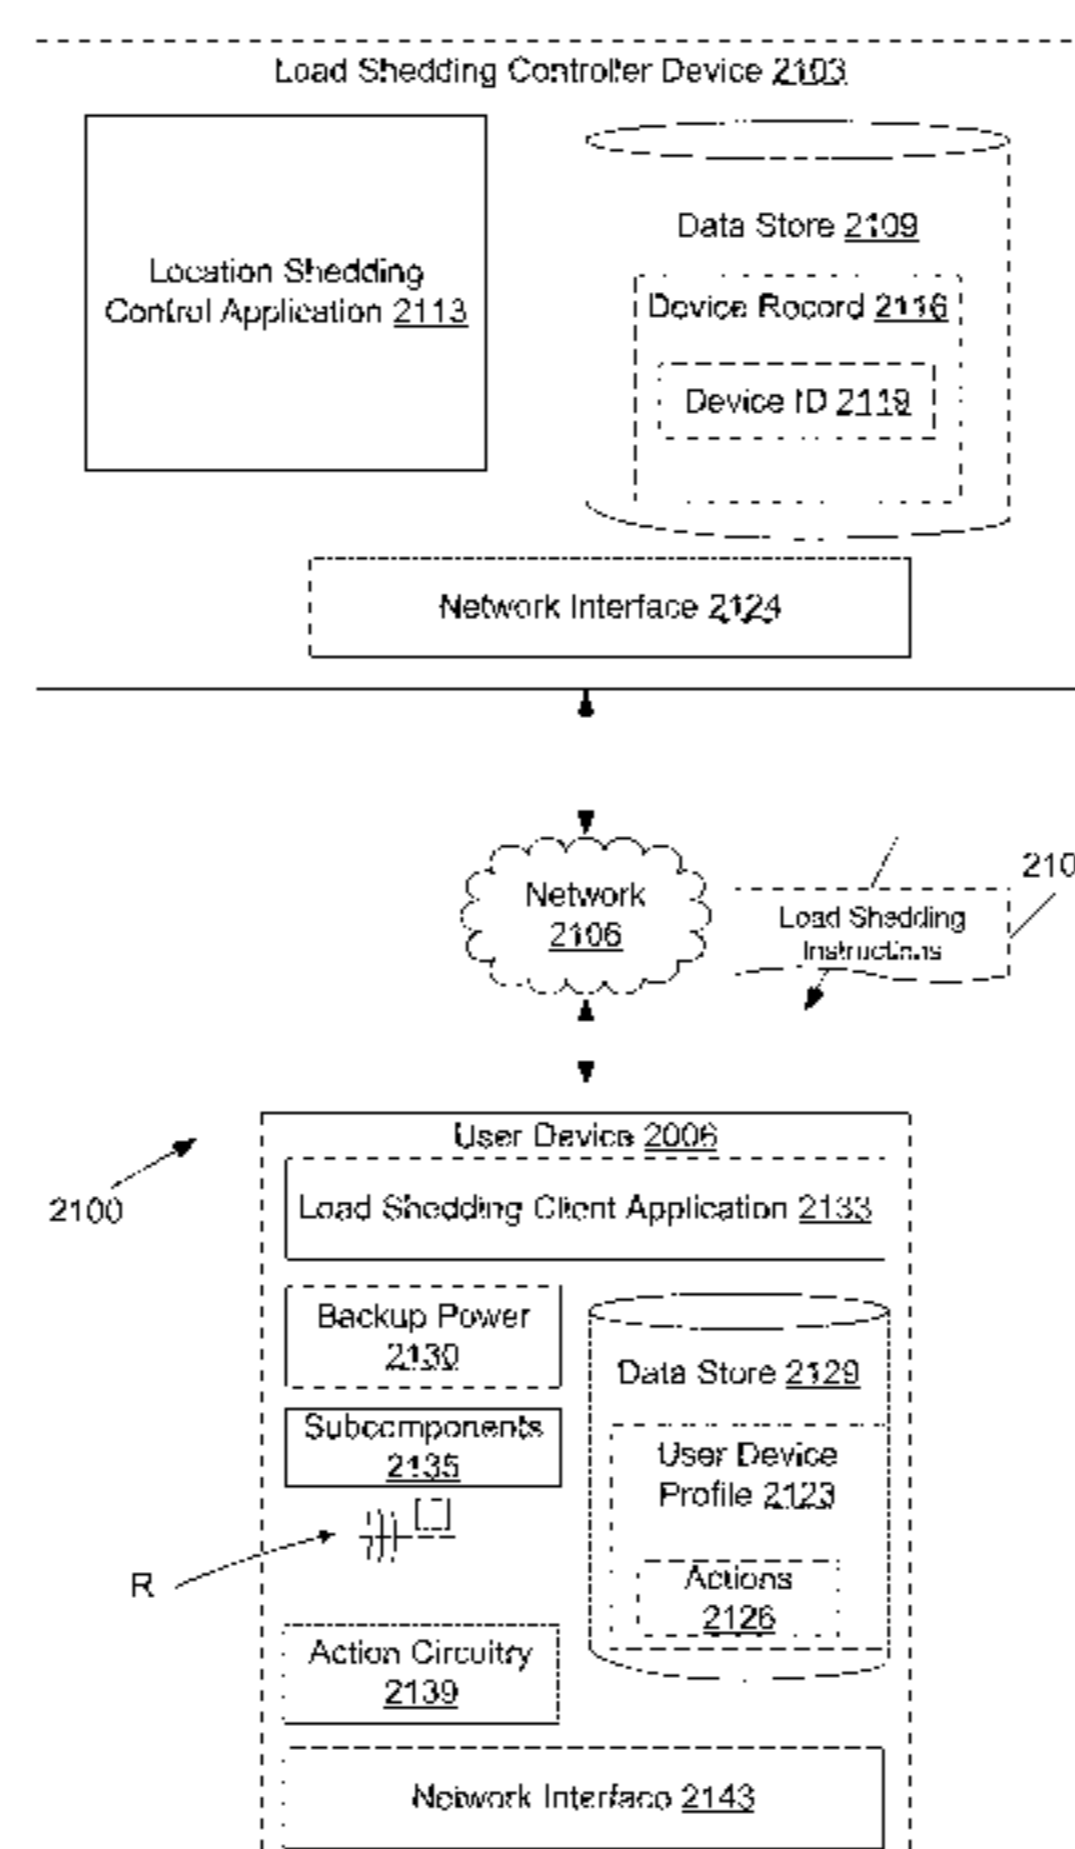 Load Shedding Controller Device 2103
Location Shedding
Control Application 2113
Data Store 2109
Device Record 2116
Device ID 2119
Network Interface 2124
Network
2106
210
Load Shedding
Instructions
User Device 2006
2100
Load Shedding Client Application 2133
Backup Power
2130
Data Store 2129
Subcomponents
2135
User Device
Profile 2123
R
Actions
2126
Action Circuitry
2139
Network Interface 2143